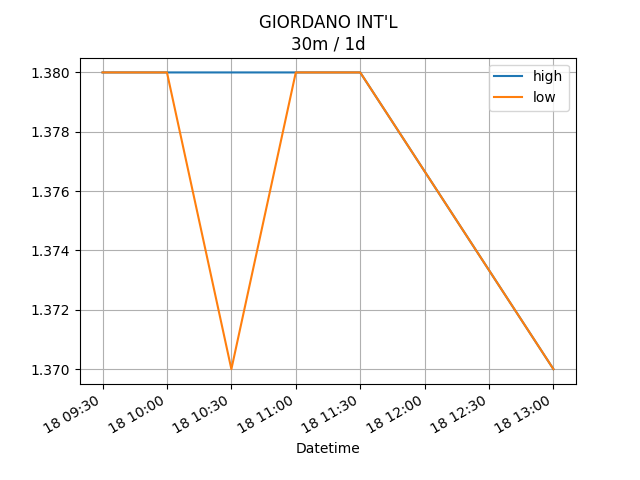 GIORDANO INT'L
30m / 1d
high
low
1.380
1.378
1.376
1.374
1.372
1.370
18 09:30
18 10:00
18 10:30
18 11:00
18 11:30
18 12:00
18 12:30
18 13:00
Datetime